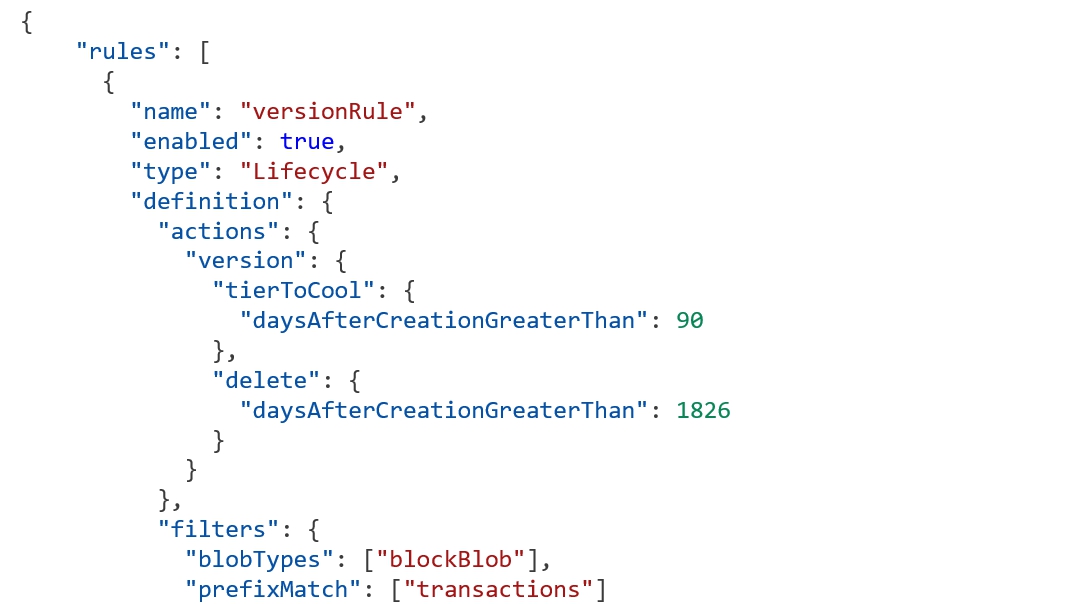 {
    "rules": [
      {
        "name": "versionRule",
        "enabled": true,
        "type": "Lifecycle",
        "definition": {
          "actions": {
            "version": {
              "tierToCool": {
                "daysAfterCreationGreaterThan": 90
              },
              "delete": {
                "daysAfterCreationGreaterThan": 1826
              }
            }
          },
          "filters": {
            "blobTypes": ["blockBlob"],
            "prefixMatch": ["transactions"]